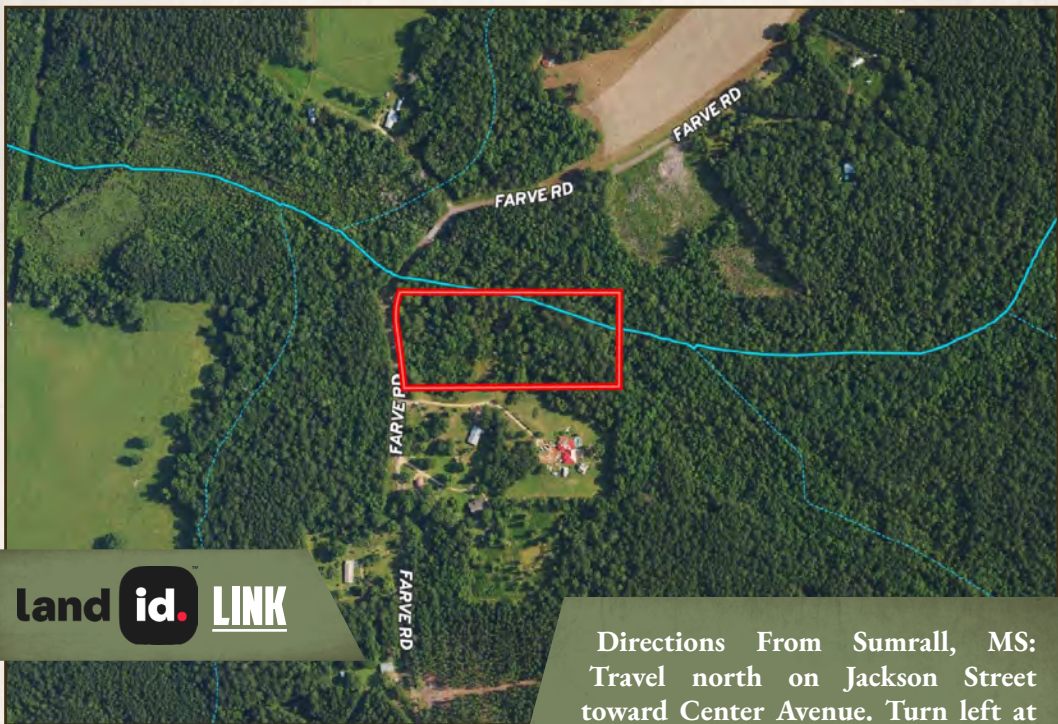 FARVE RD
FARVE RD
FARVE RD
FARVE RD
land id.™ LINK
Directions From Sumrall, MS:
Travel north on Jackson Street
toward Center Avenue. Turn left at